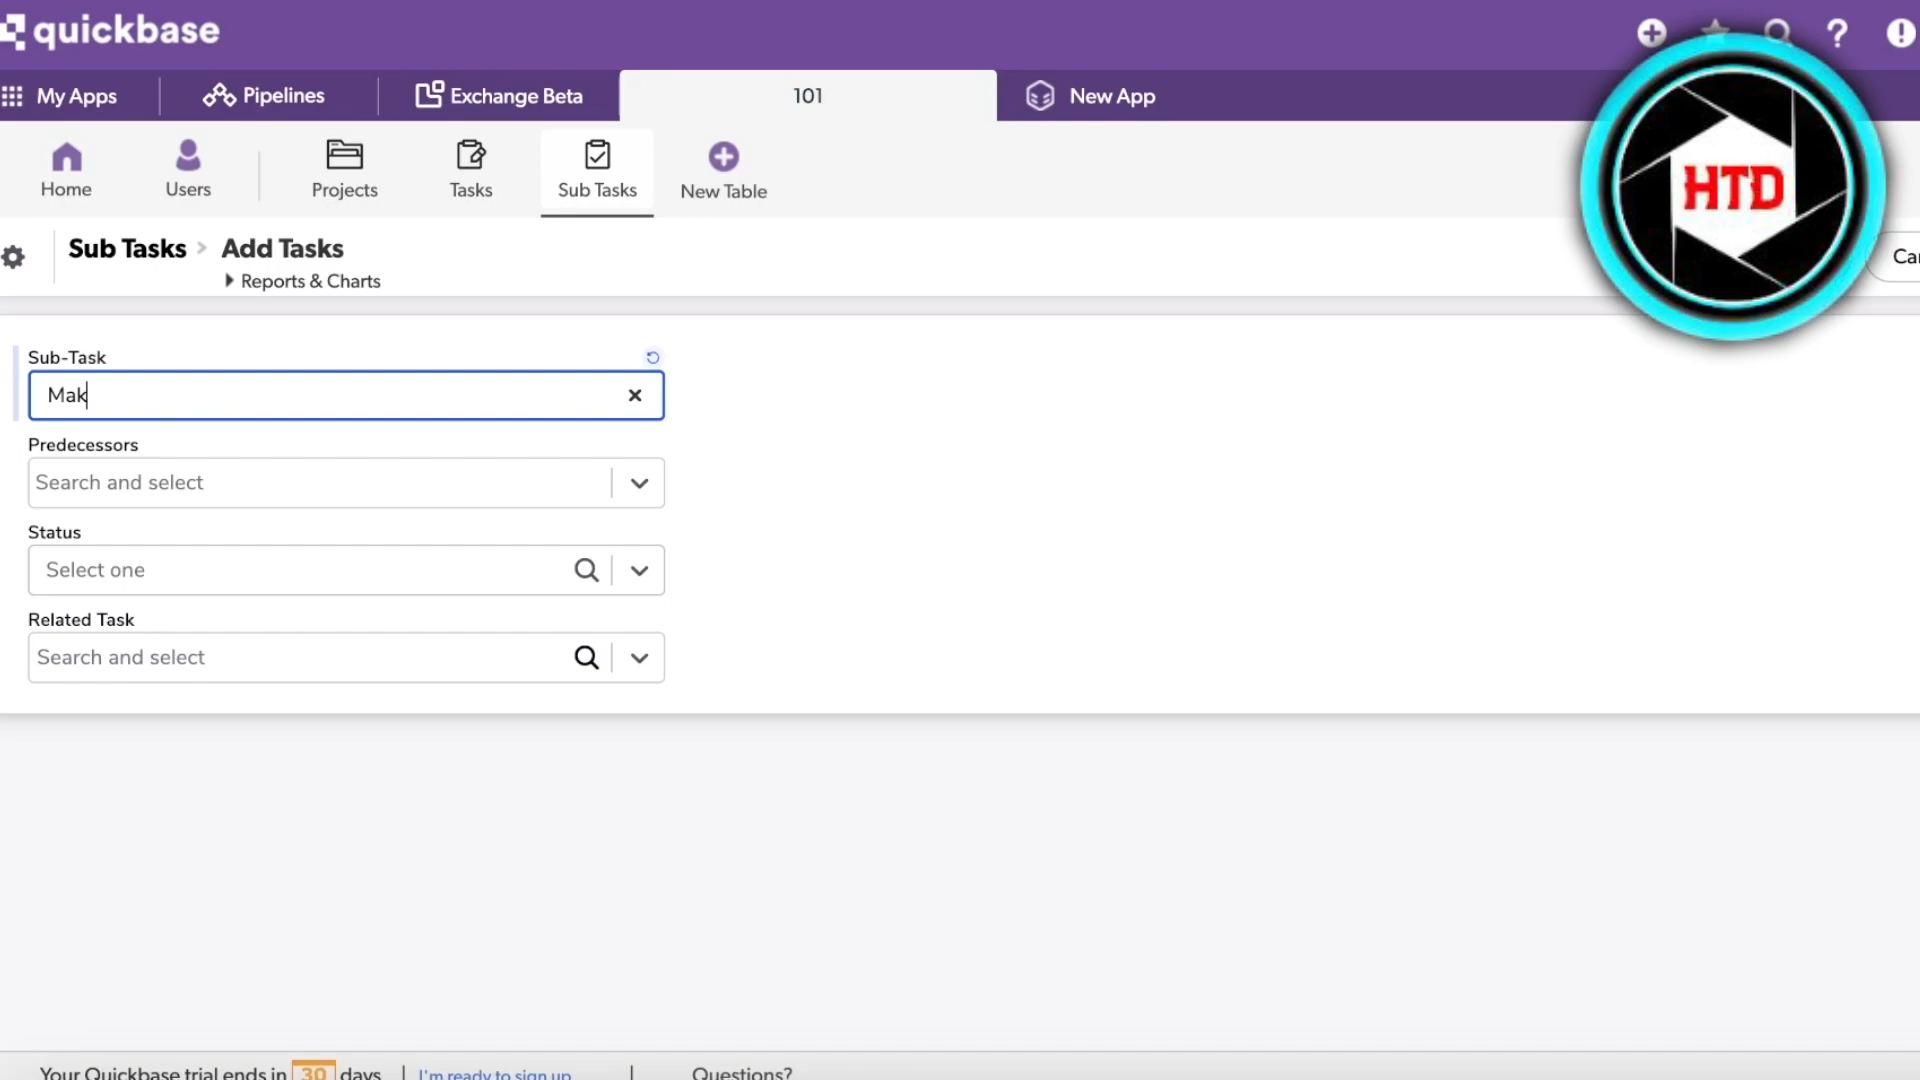 quickbase
My Apps
Pipelines
Exchange Beta
101
New App
Home
Users
Projects
Tasks
Sub Tasks
New Table
HTD
Sub Tasks > Add Tasks
Reports & Charts
Sub-Task
Mak
Predecessors
Search and select
Status
Select one
Related Task
Search and select
Your Quickbase trial ends in 30 days
I'm ready to sign up
Questions?